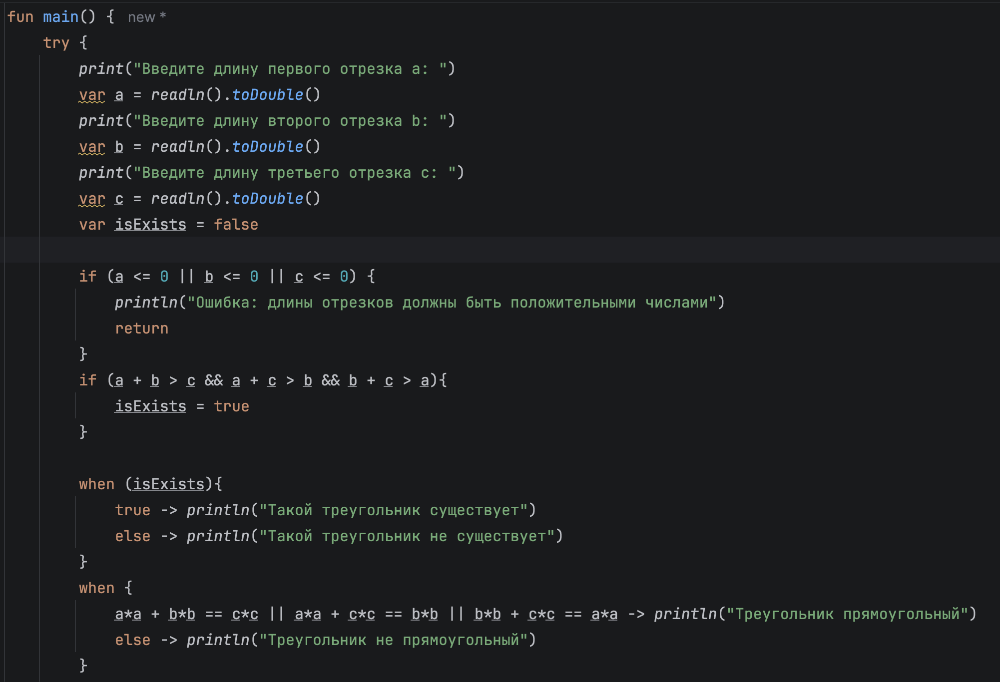 fun main() { new *
try {
print("Введите длину первого отрезка a: ")
var a = readln().toDouble()
print("Введите длину второго отрезка b: ")
var b = readln().toDouble()
print("Введите длину третьего отрезка c: ")
var c = readln().toDouble()
var isExists = false
if (a <= 0 || b <= 0 || c <= 0) {
println("Ошибка: длины отрезков должны быть положительными числами")
return
}
if (a + b > c && a + c > b && b + c > a){
isExists = true
}
when (isExists){
true -> println("Такой треугольник существует")
else -> println("Такой треугольник не существует")
}
when {
a*a + b*b == c*c || a*a + c*c == b*b || b*b + c*c == a*a -> println("Треугольник прямоугольный")
else -> println("Треугольник не прямоугольный")
}